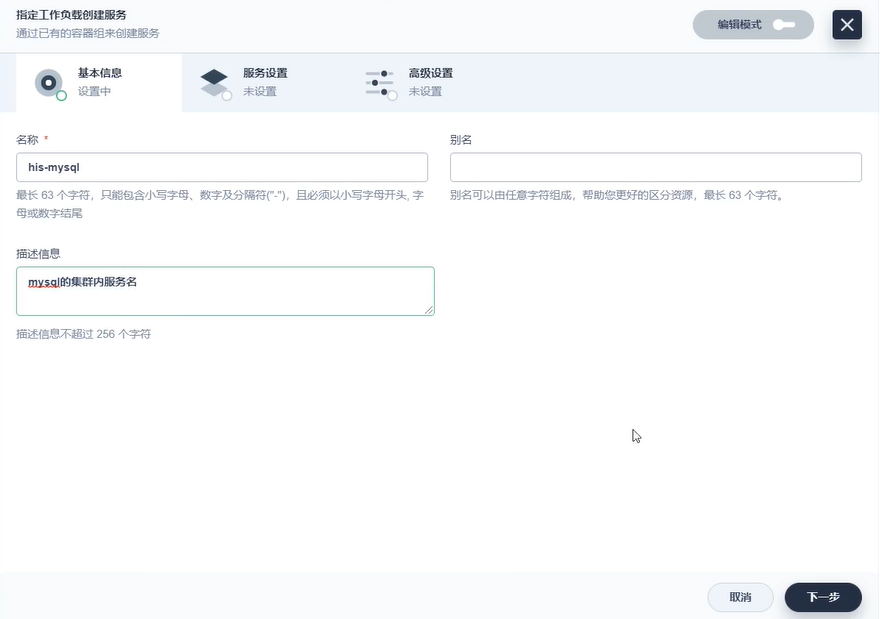 指定工作负载创建服务
通过已有的容器组来创建服务
编辑模式
基本信息
设置中
服务设置
未设置
高级设置
未设置
名称 *
his-mysql
最长 63 个字符，只能包含小写字母、数字及分隔符("-")，且必须以小写字母开头, 字
母或数字结尾
别名
别名可以由任意字符组成，帮助您更好的区分资源，最长 63 个字符。
描述信息
mysql的集群内服务名
描述信息不超过 256 个字符
取消
下一步